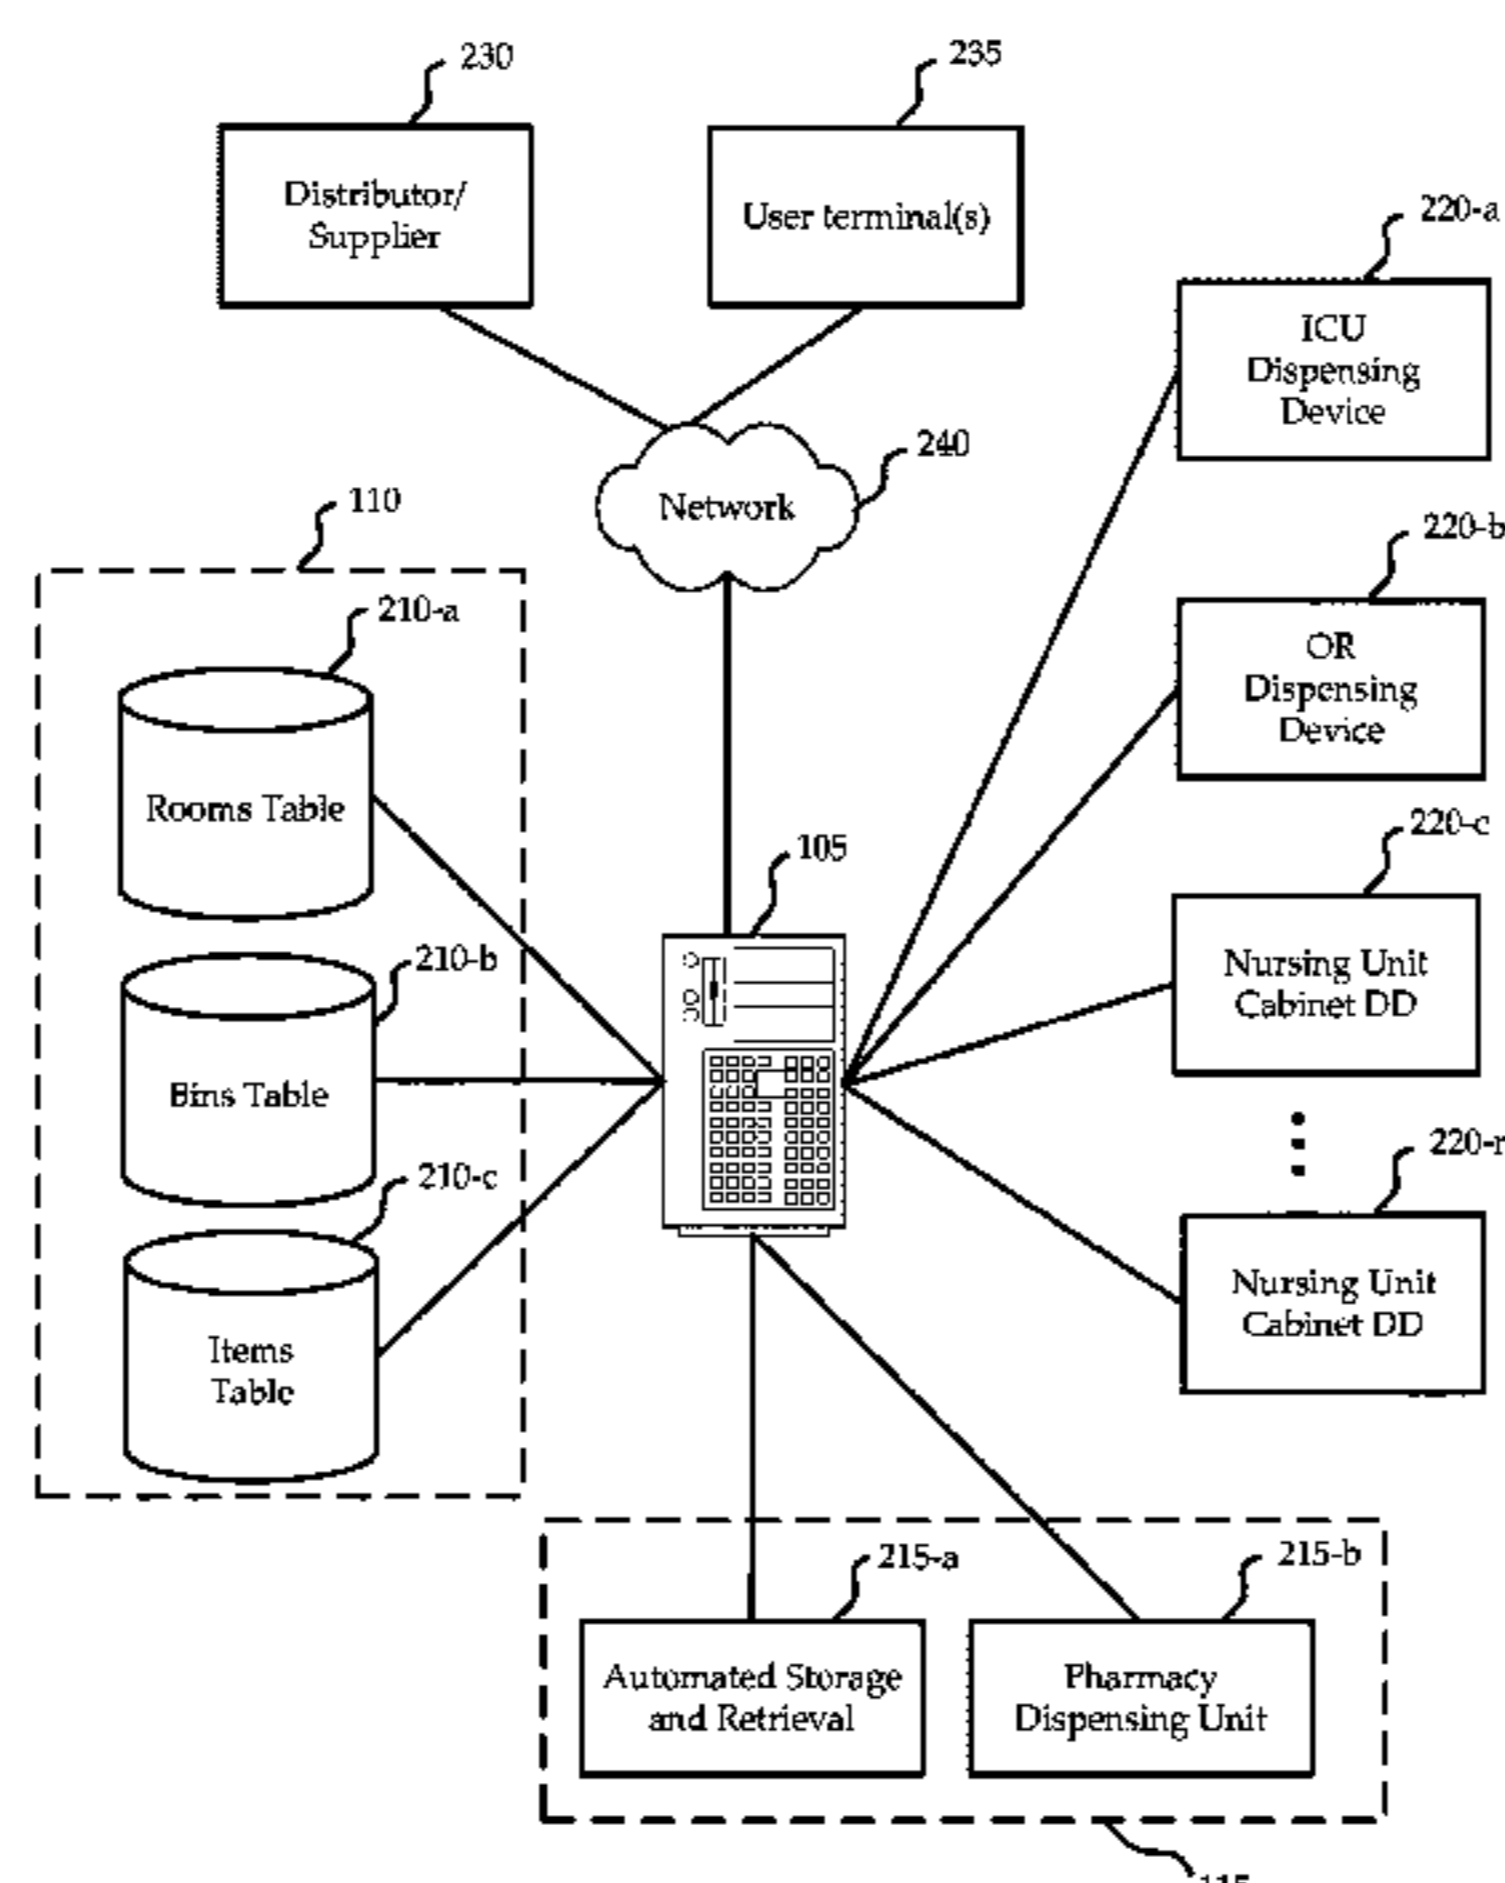 230
235
Distributor/
Supplier
User terminal(s)
220-a
ICU
Dispensing
Device
240
Network
110
220-b
OR
Dispensing
Device
210-a
Rooms Table
220-c
105
Nursing Unit
Cabinet DD
210-b
Bins Table
220-n
210-c
Nursing Unit
Cabinet DD
Items
Table
215-a
215-b
Automated Storage
and Retrieval
Pharmacy
Dispensing Unit
115